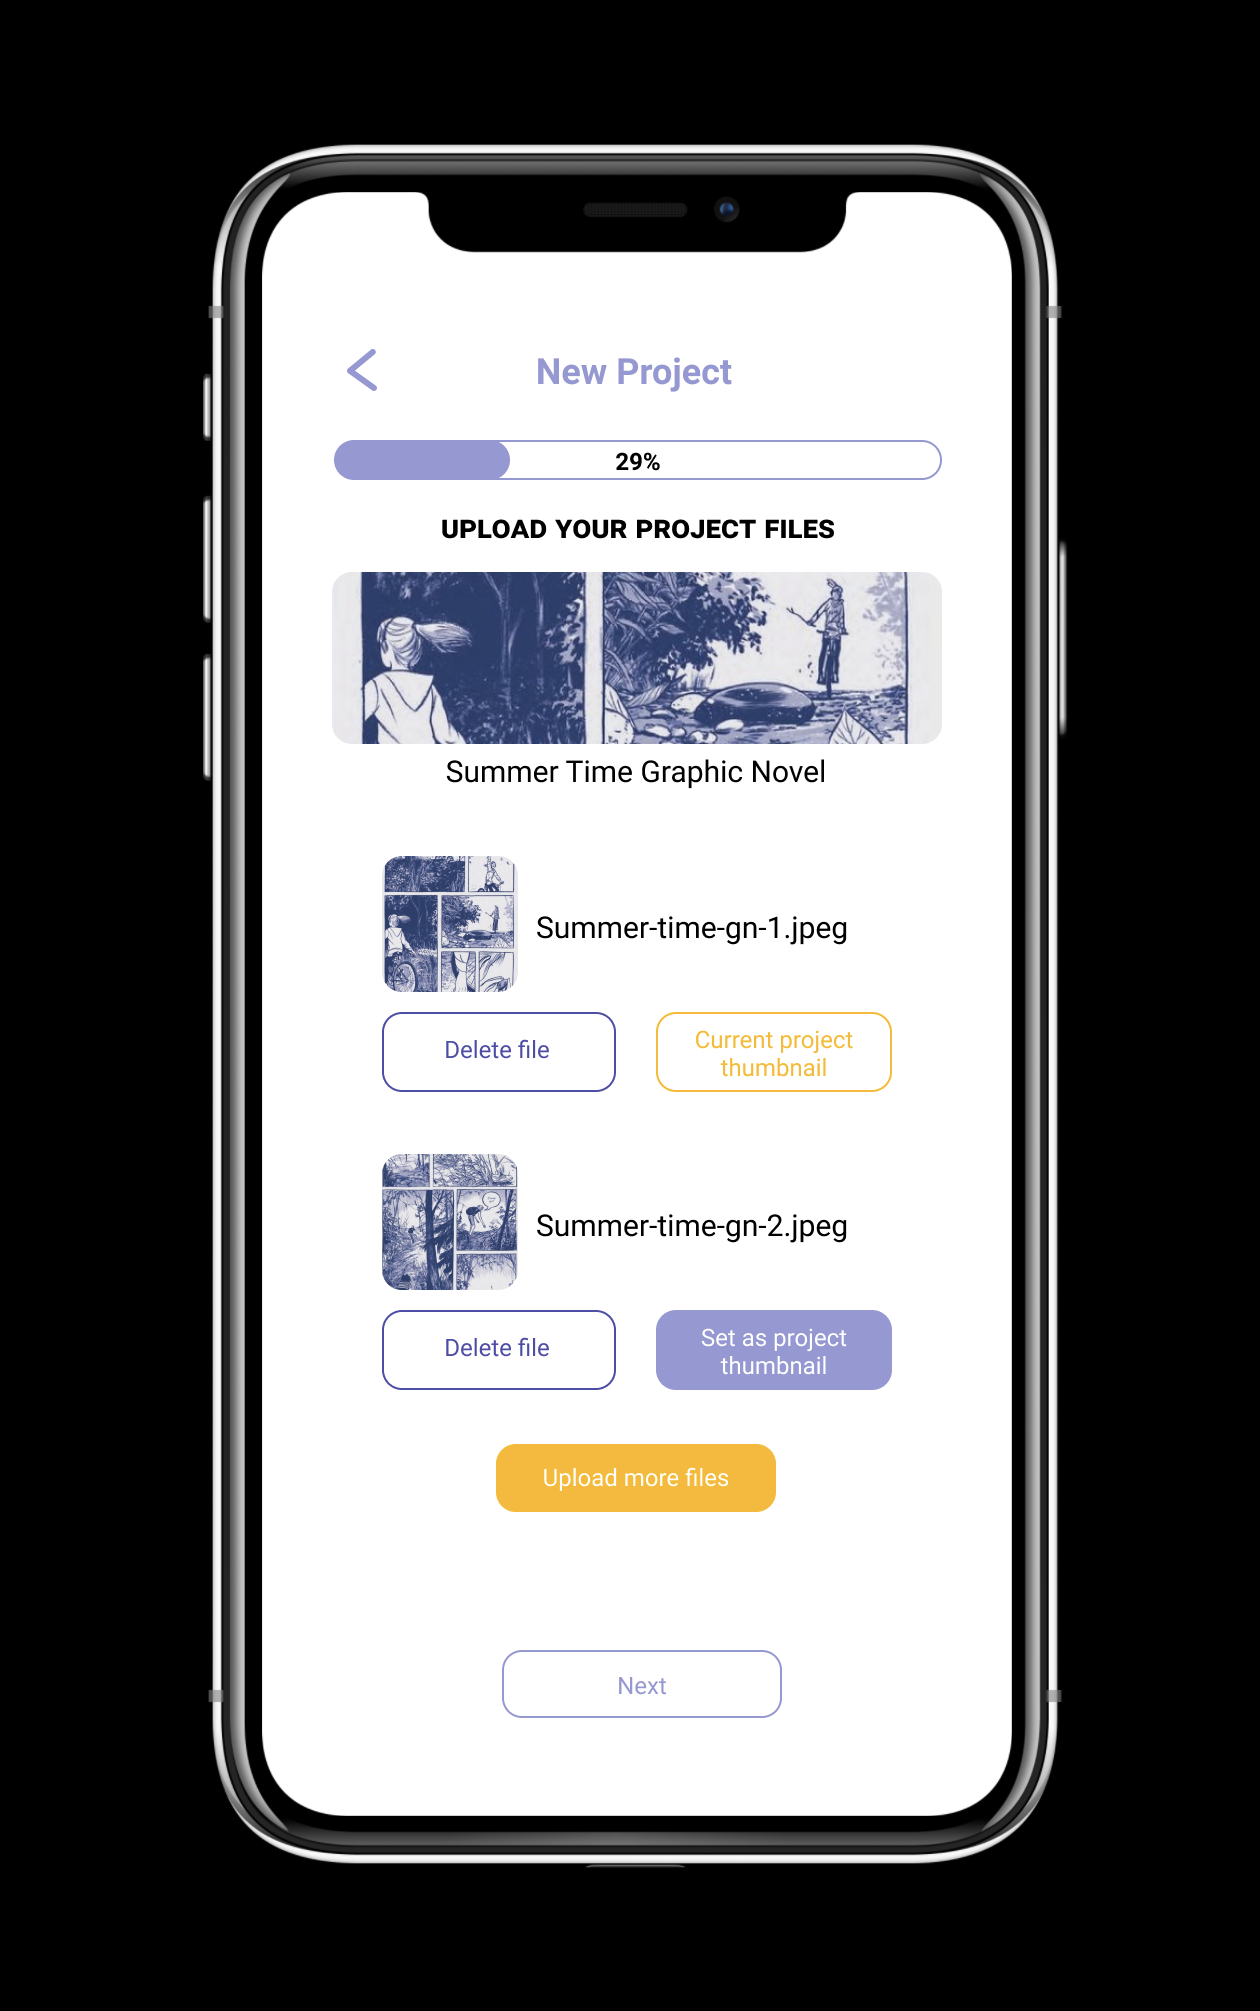 New Project
29%
UPLOAD YOUR PROJECT FILES
Summer Time Graphic Novel
Summer-time-gn-1.jpeg
Delete file
Current project
thumbnail
Summer-time-gn-2.jpeg
Delete file
Set as project
thumbnail
Upload more files
Next